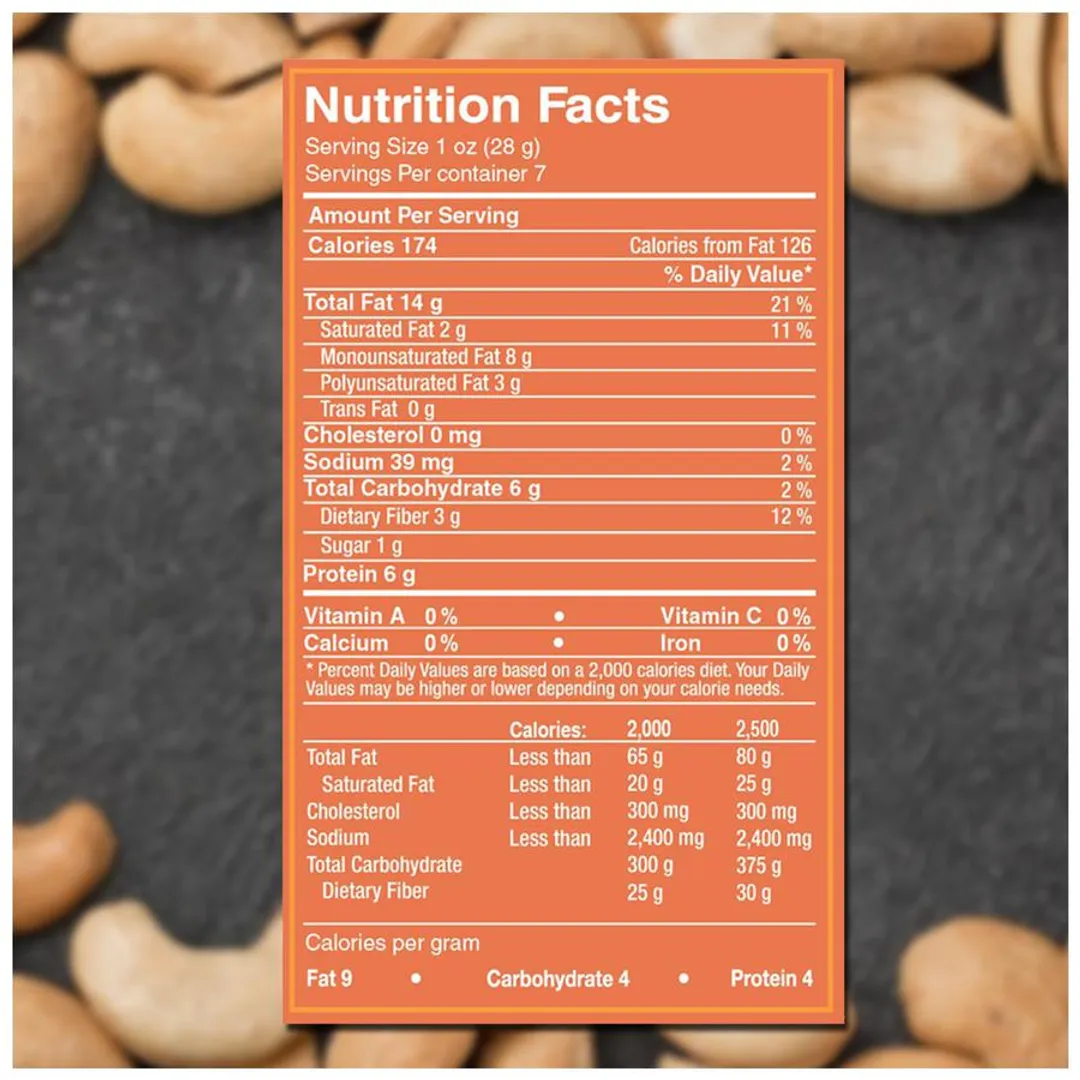 Nutrition Facts
Serving Size 1 oz (28 g)
Servings Per container 7
Amount Per Serving
Calories 174 Calories from Fat 126
% Daily Value*
Total Fat 14 g 21 %
Saturated Fat 2 g 11 %
Monounsaturated Fat 8 g
Polyunsaturated Fat 3 g
Trans Fat 0 g
Cholesterol 0 mg 0 %
Sodium 39 mg 2 %
Total Carbohydrate 6 g 2 %
Dietary Fiber 3 g 12 %
Sugar 1 g
Protein 6 g
Vitamin A 0 % • Vitamin C 0 %
Calcium 0 % • Iron 0 %
* Percent Daily Values are based on a 2,000 calories diet. Your Daily
Values may be higher or lower depending on your calorie needs.
Calories: 2,000 2,500
Total Fat Less than 65 g 80 g
Saturated Fat Less than 20 g 25 g
Cholesterol Less than 300 mg 300 mg
Sodium Less than 2,400 mg 2,400 mg
Total Carbohydrate 300 g 375 g
Dietary Fiber 25 g 30 g
Calories per gram
Fat 9 • Carbohydrate 4 • Protein 4